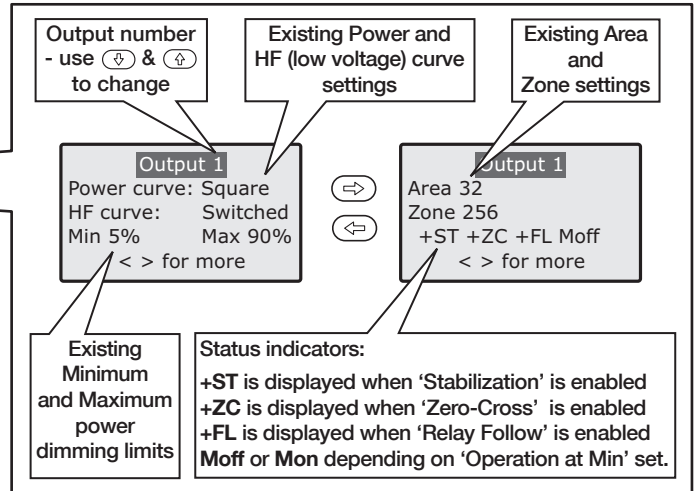 Output number
- use & 
to change
Existing Power and
HF (low voltage) curve
settings
Existing Area
and
Zone settings
Output 1
Power curve: Square
HF curve: Switched
Min 5% Max 90%
< > for more
Output 1
Area 32
Zone 256
+ST +ZC +FL Moff
< > for more
Existing
Minimum
and Maximum
power
dimming limits
Status indicators:
+ST is displayed when ‘Stabilization’ is enabled
+ZC is displayed when ‘Zero-Cross’ is enabled
+FL is displayed when ‘Relay Follow’ is enabled
Moff or Mon depending on ‘Operation at Min’ set.